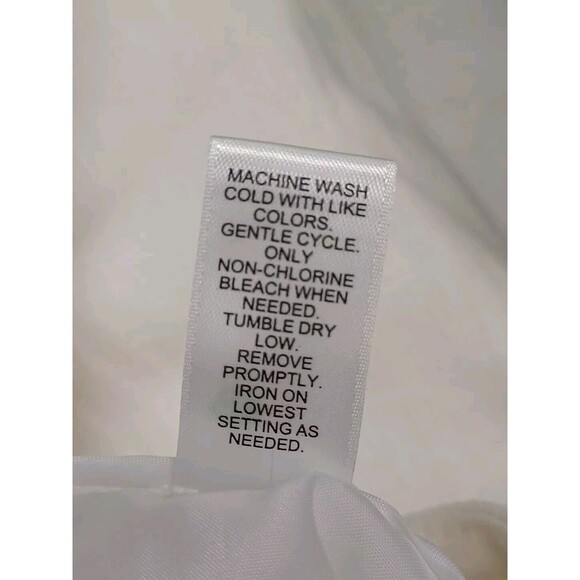 MACHINE WASH
COLD WITH LIKE
COLORS.
GENTLE CYCLE.
ONLY
NON-CHLORINE
BLEACH WHEN
NEEDED.
TUMBLE DRY
LOW.
REMOVE
PROMPTLY.
IRON ON
LOWEST
SETTING AS
NEEDED.